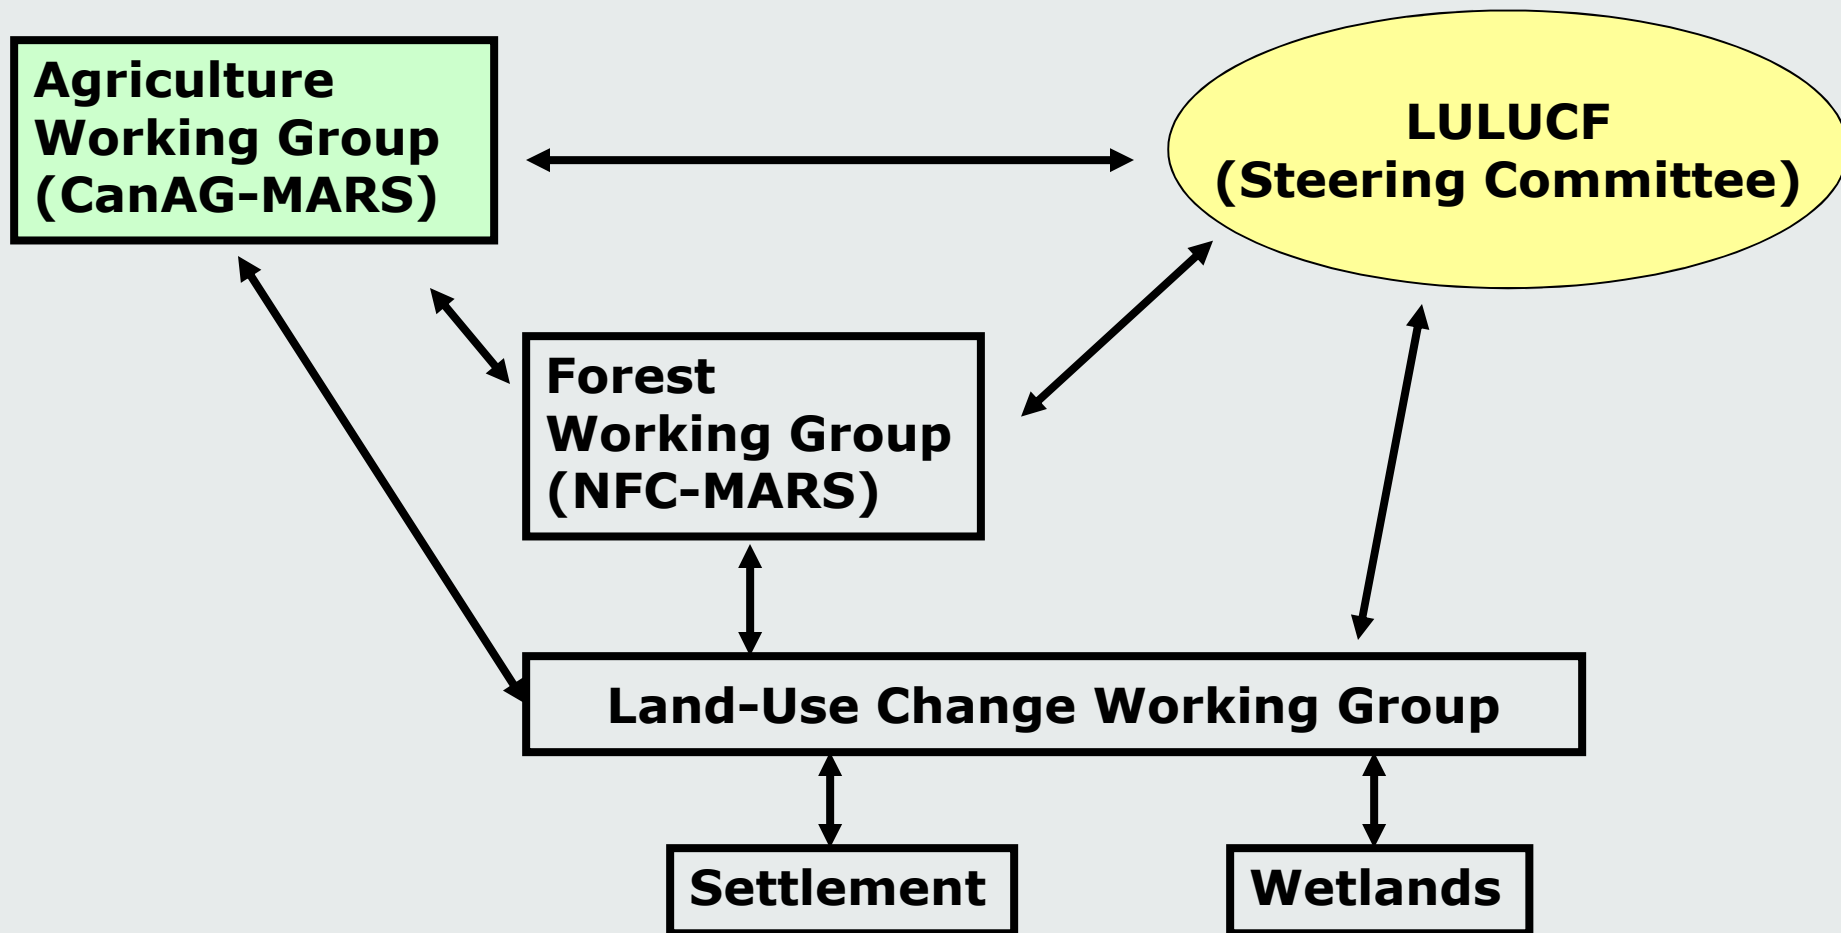 Agriculture
Working Group
(CanAG-MARS)
LULUCF
(Steering Committee)
Forest
Working Group
(NFC-MARS)
Land-Use Change Working Group
Settlement
Wetlands